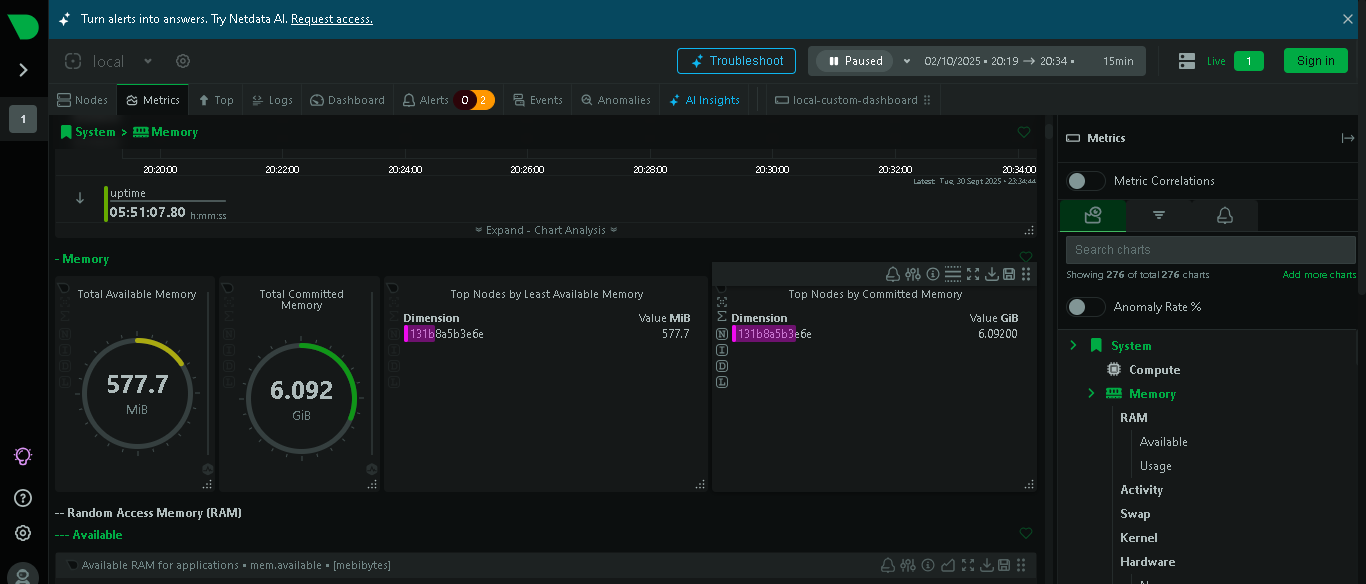 Turn alerts into answers. Try Netdata AI. Request access.
local
Troubleshoot
Paused
02/10/2025 • 20:19 → 20:34 •
15min
Live
1
Sign in
Nodes
Metrics
Top
Logs
Dashboard
Alerts
0
2
Events
Anomalies
AI Insights
local-custom-dashboard
1
System > Memory
20:20:00
20:22:00
20:24:00
20:26:00
20:28:00
20:30:00
20:32:00
20:34:00
Latest: Tue, 30 Sept 2025 • 23:34:44
uptime
05:51:07.80 h:mm:ss
Expand - Chart Analysis
- Memory
Total Available Memory
577.7
MiB
Total Committed
Memory
6.092
GiB
Top Nodes by Least Available Memory
Dimension
Value MiB
131b8a5b3e6e
577.7
Top Nodes by Committed Memory
Dimension
Value GiB
131b8a5b3e6e
6.09200
-- Random Access Memory (RAM)
--- Available
Available RAM for applications • mem.available • [mebibytes]
Metrics
Metric Correlations
Search charts
Showing 276 of total 276 charts
Add more charts
Anomaly Rate %
System
Compute
Memory
RAM
Available
Usage
Activity
Swap
Kernel
Hardware